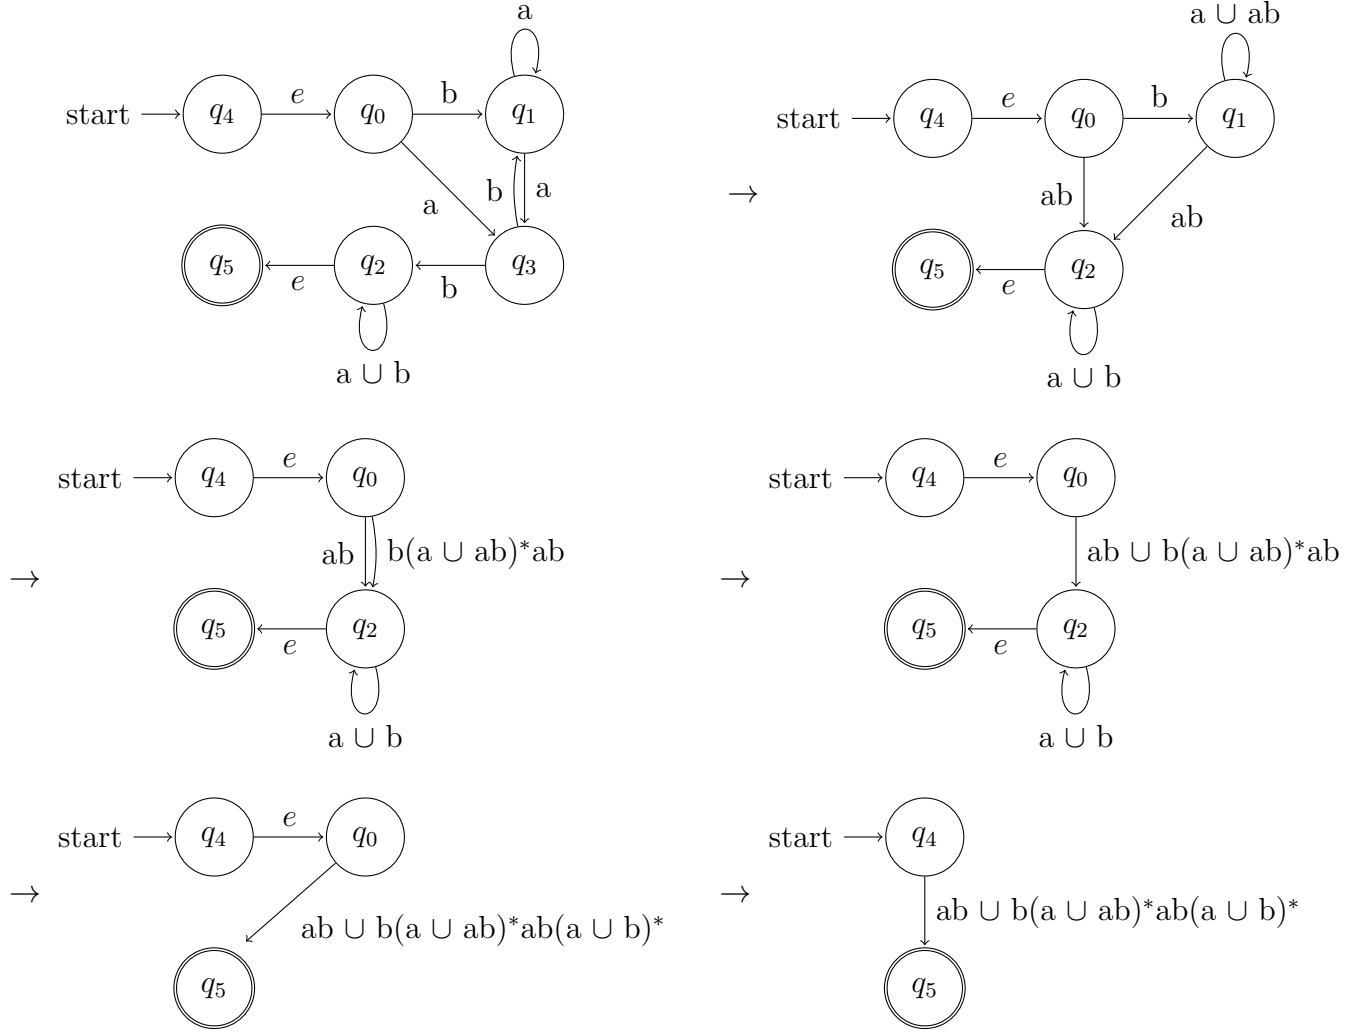 a
a ∪ ab
start q₄ e q₀ b q₁
start q₄ e q₀ b q₁
a b a
→
ab ab
q₅ e q₂ b q₃
q₅ e q₂
a ∪ b
a ∪ b
start q₄ e q₀
start q₄ e q₀
→ ab b(a ∪ ab)*ab
→ ab ∪ b(a ∪ ab)*ab
q₅ e q₂
q₅ e q₂
a ∪ b
a ∪ b
start q₄ e q₀
start q₄
→ ab ∪ b(a ∪ ab)*ab(a ∪ b)*
→ ab ∪ b(a ∪ ab)*ab(a ∪ b)*
q₅
q₅